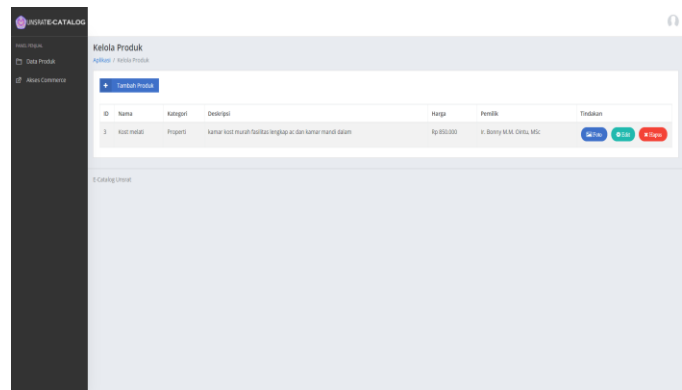 UNSRATE-CATALOG
PANEL PENJUAL
Data Produk
Akses Commerce
Kelola Produk
Aplikasi / Kelola Produk
+ Tambah Produk
ID Nama Kategori Deskripsi Harga Pemilik Tindakan
3 Kost melati Properti kamar kost murah fasilitas lengkap ac dan kamar mandi dalam Rp 850.000 Ir. Bonny M.M. Ointu, MSc Foto Edit Hapus
E-Catalog Unsrat